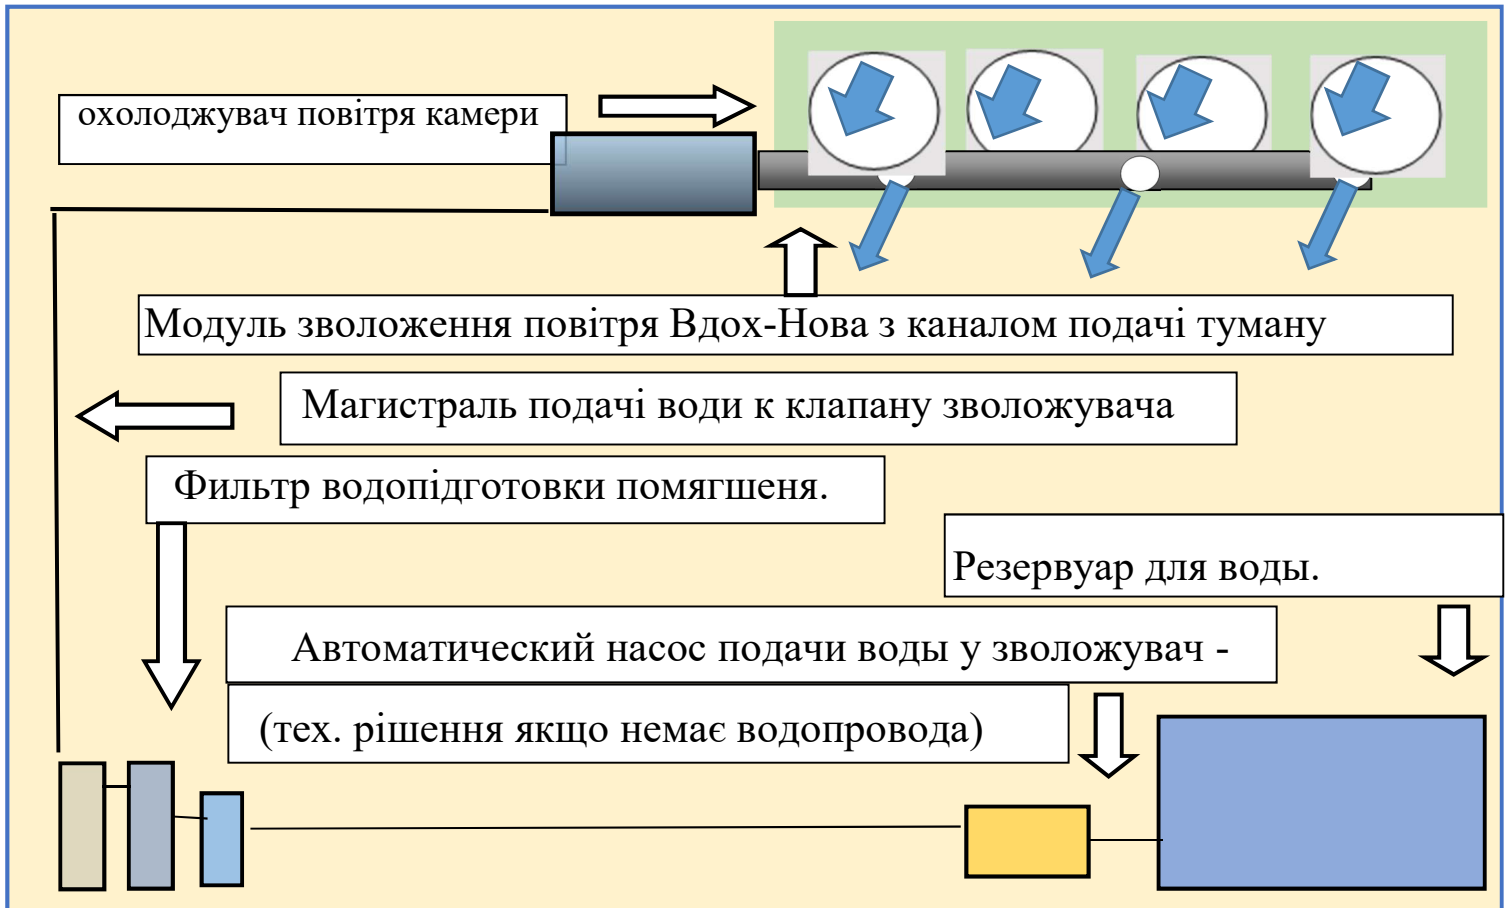 охолоджувач повітря камери
Модуль зволоження повітря Вдох-Нова з каналом подачі туману
Магистраль подачі води к клапану зволожувача
Фильтр водопідготовки помягшеня.
Резервуар для воды.
Автоматический насос подачи воды у зволожувач -
(тех. рішення якщо немає водопровода)